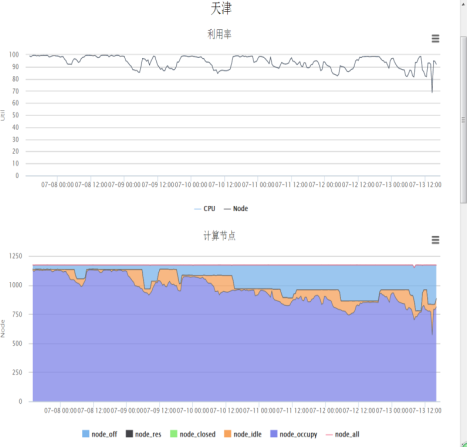 天津
利用率
100
90
80
70
60
50
40
30
20
10
0
Util
07-08 00:00 07-08 12:00 07-09 00:00 07-09 12:00 07-10 00:00 07-10 12:00 07-11 00:00 07-11 12:00 07-12 00:00 07-12 12:00 07-13 00:00 07-13 12:00
CPU Node
计算节点
1250
1000
750
500
250
0
Node
07-08 00:00 07-08 12:00 07-09 00:00 07-09 12:00 07-10 00:00 07-10 12:00 07-11 00:00 07-11 12:00 07-12 00:00 07-12 12:00 07-13 00:00 07-13 12:00
node_off node_res node_closed node_idle node_occupy node_all